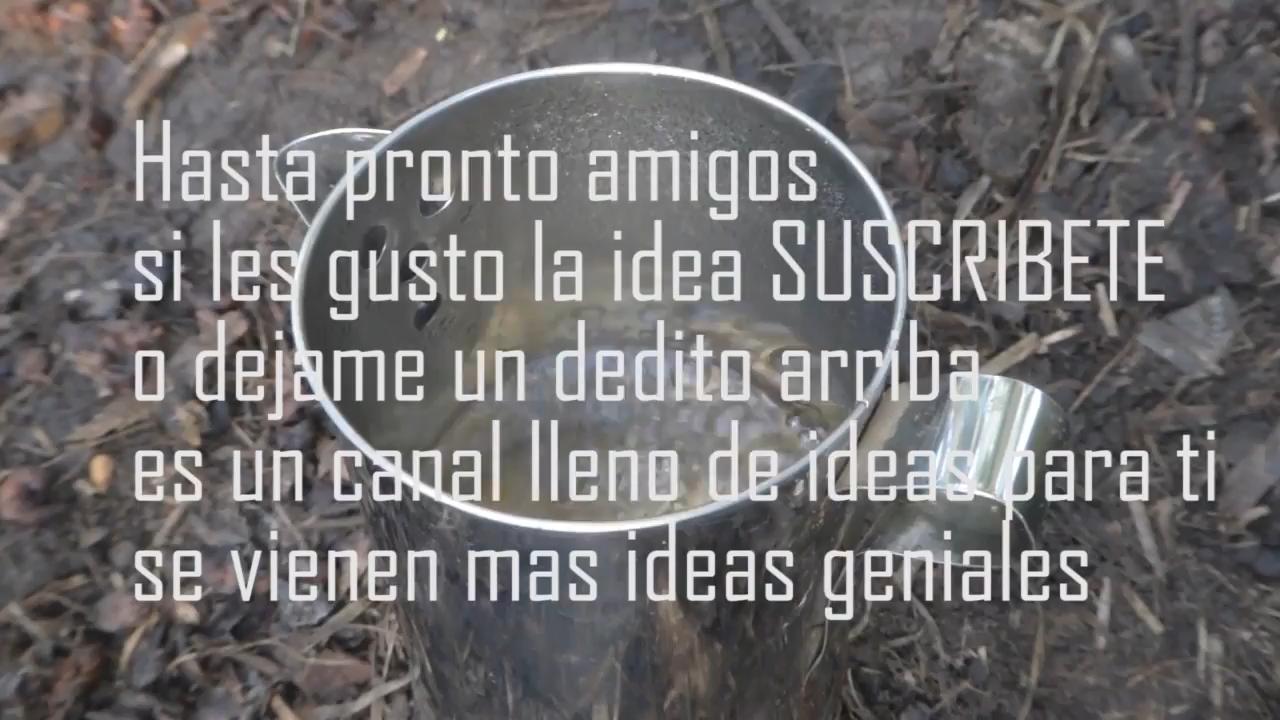 Hasta pronto amigos
si les gusto la idea SUSCRIBETE
o dejame un dedito arriba
es un canal lleno de ideas para ti
se vienen mas ideas geniales